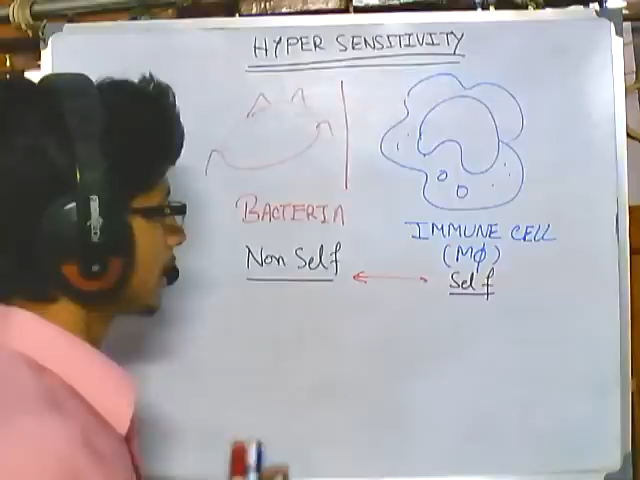 HYPER SENSITIVITY
BACTERIA
Non Self
IMMUNE CELL
(MΦ)
Self